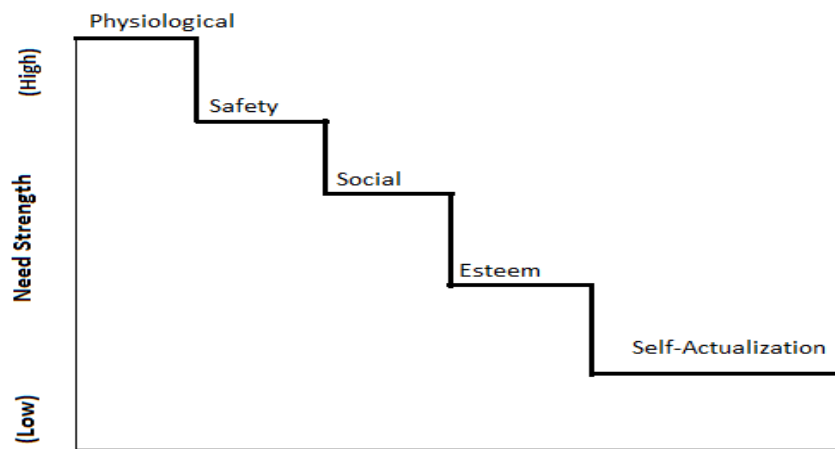 Physiological
(High)
Safety
Social
Need Strength
Esteem
Self-Actualization
(Low)